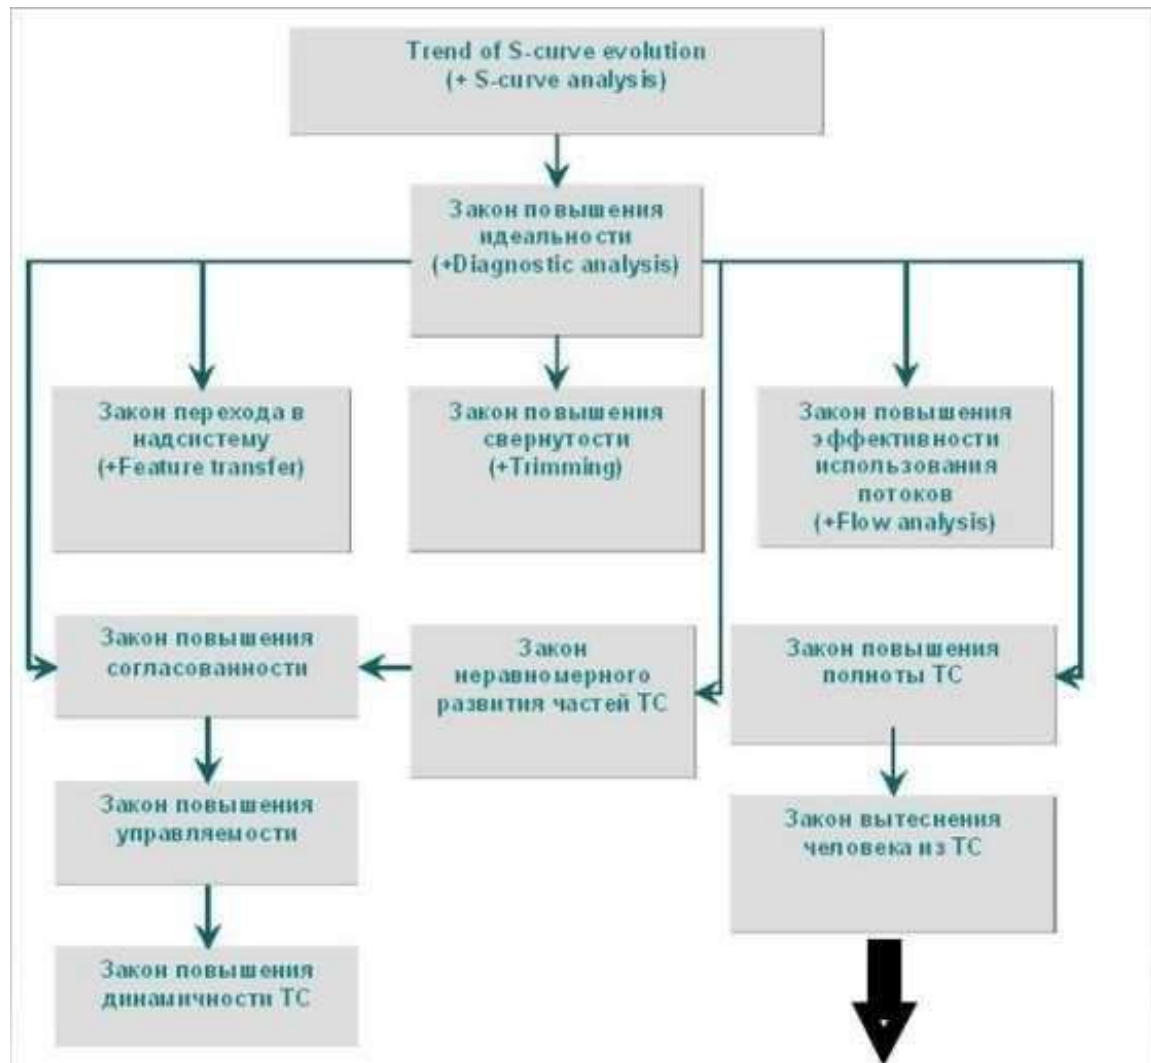 Trend of S-curve evolution
(+ S-curve analysis)
Закон повышения
идеальности
(+Diagnostic analysis)
Закон перехода в
надсистему
(+Feature transfer)
Закон повышения
свернутости
(+Trimming)
Закон повышения
эффективности
использования
потоков
(+Flow analysis)
Закон повышения
согласованности
Закон
неравномерного
развития частей ТС
Закон повышения
полноты ТС
Закон повышения
управляемости
Закон вытеснения
человека из ТС
Закон повышения
динамичности ТС